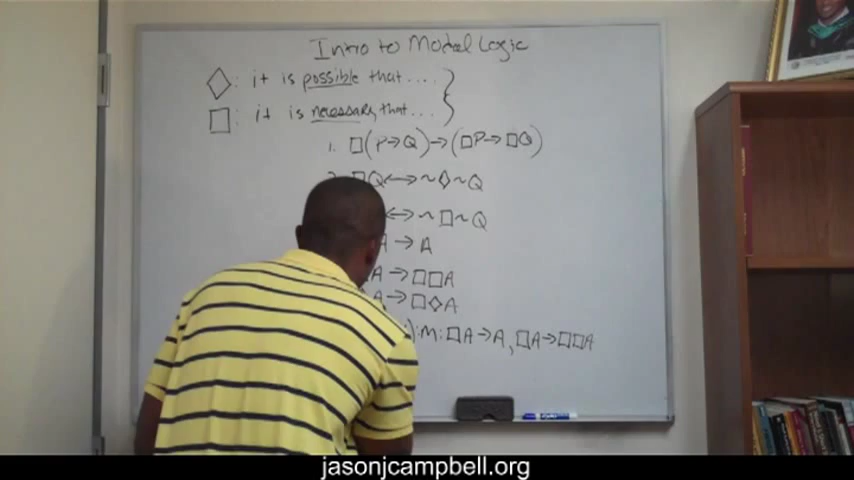 Intro to Modal Logic
◇: it is possible that....
□: it is necessary that...
1. □(P→Q)→(□P→□Q)
□Q↔~◇~Q
↔~□~Q
A→A
A→□□A
A→□◇A
:M:□A→A, □A→□□A
jasonjcampbell.org